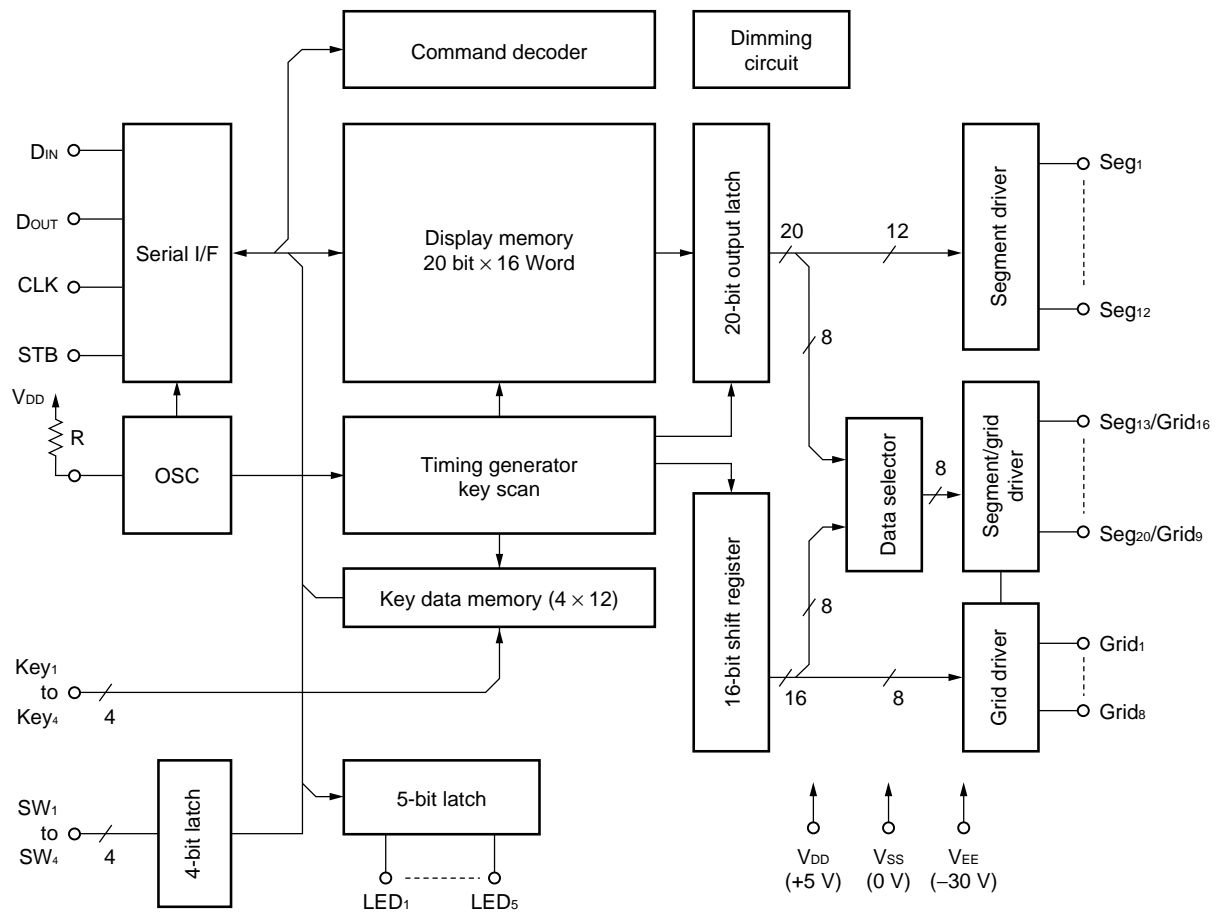 Command decoder
Dimming
circuit
DIN
DOUT
CLK
STB
Serial I/F
Display memory
20 bit × 16 Word
20-bit output latch
20
12
8
Segment driver
Seg1
Seg12
VDD
R
OSC
Timing generator
key scan
Data selector
8
Segment/grid
driver
Seg13/Grid16
Seg20/Grid9
Key data memory (4 × 12)
16-bit shift register
8
16
8
Grid driver
Grid1
Grid8
Key1
to
Key4
4
SW1
to
SW4
4
4-bit latch
5-bit latch
LED1
LED5
VDD
(+5 V)
VSS
(0 V)
VEE
(−30 V)